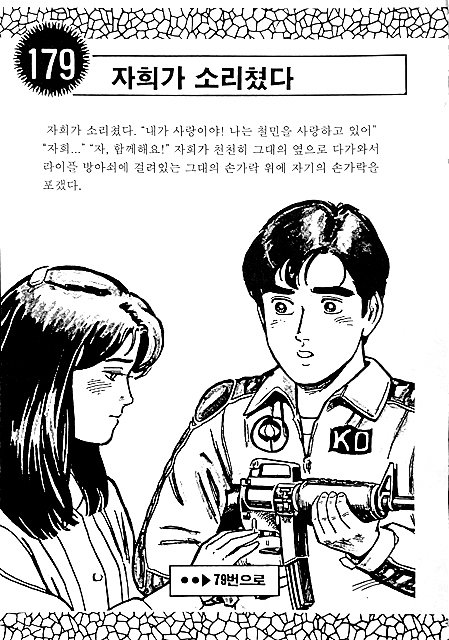 179
자희가 소리쳤다
자희가 소리쳤다. "내가 사랑이야! 나는 철민을 사랑하고 있어"
"자희..." "자, 함께해요!" 자희가 천천히 그대의 옆으로 다가와서
라이플 방아쇠에 걸려있는 그대의 손가락 위에 자기의 손가락을
포갰다.
KD
●●▶79번으로